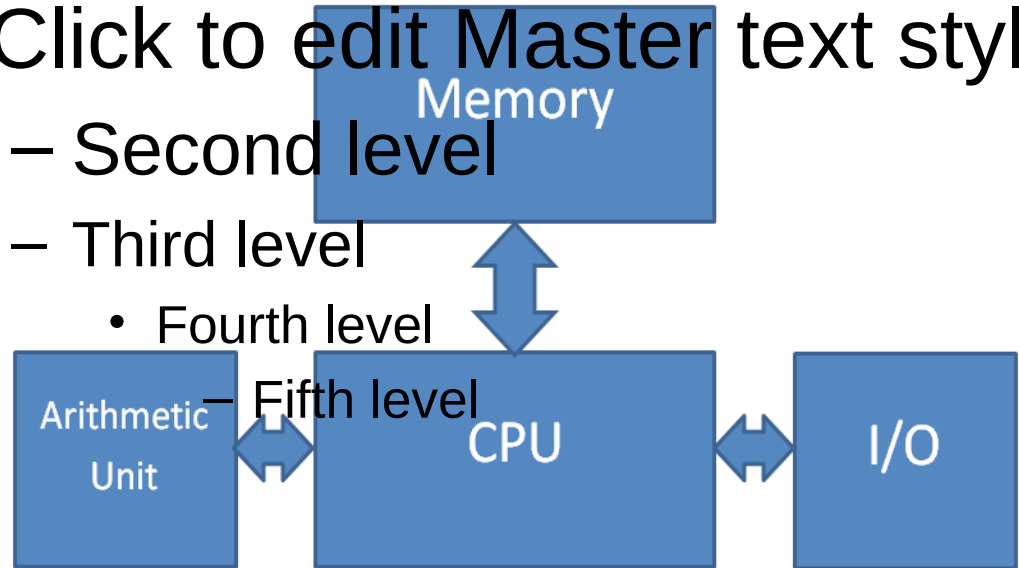 Click to edit Master text styl
Memory
– Second level
– Third level
• Fourth level
– Fifth level
Arithmetic
Unit
CPU
I/O